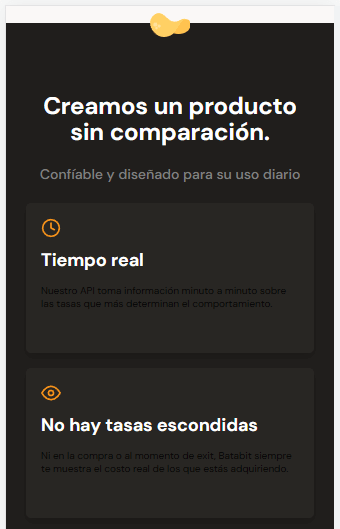 Creamos un producto
sin comparación.
Confíable y diseñado para su uso diario
Tiempo real
Nuestro API toma información minuto a minuto sobre
las tasas que más determinan el comportamiento.
No hay tasas escondidas
Ni en la compra o al momento de exit. Batabit siempre
te muestra el costo real de los que estás adquiriendo.